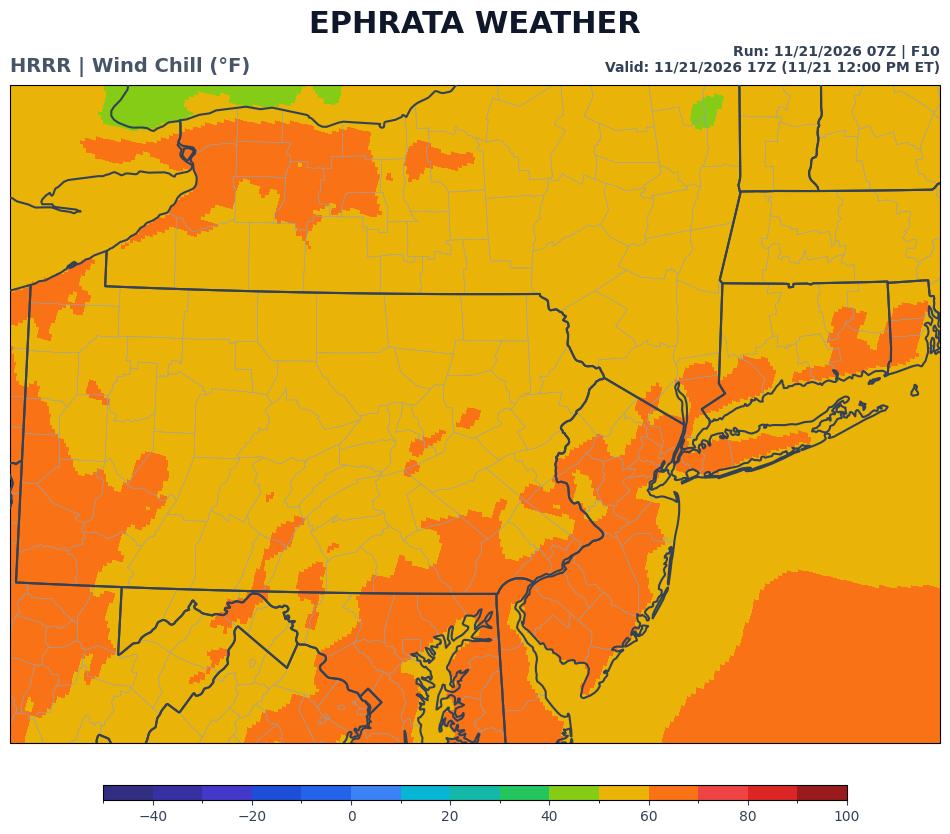 EPHRATA WEATHER
HRRR | Wind Chill (°F)
Run: 11/21/2026 07Z | F10
Valid: 11/21/2026 17Z (11/21 12:00 PM ET)
−40 −20 0 20 40 60 80 100